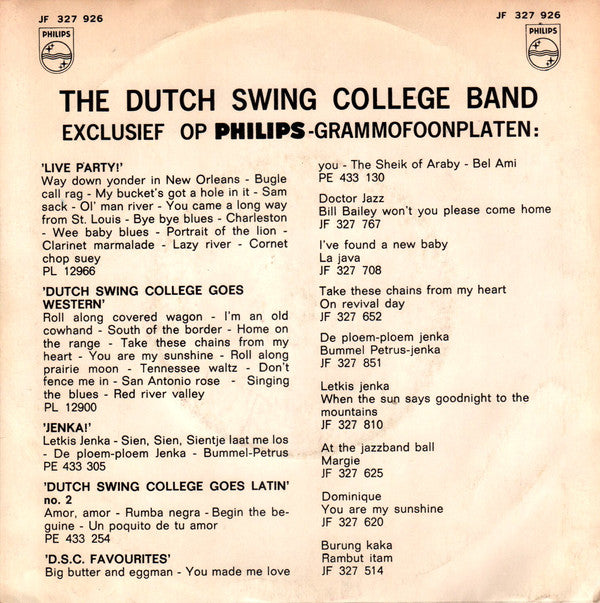 JF 327 926
JF 327 926
PHILIPS
PHILIPS
THE DUTCH SWING COLLEGE BAND
EXCLUSIEF OP PHILIPS-GRAMMOFOONPLATEN:
'LIVE PARTY!'
Way down yonder in New Orleans - Bugle
call rag - My bucket's got a hole in it - Sam
sack - Ol' man river - You came a long way
from St. Louis - Bye bye blues - Charleston
- Wee baby blues - Portrait of the lion -
Clarinet marmalade - Lazy river - Cornet
chop suey
PL 12966
'DUTCH SWING COLLEGE GOES
WESTERN'
Roll along covered wagon - I'm an old
cowhand - South of the border - Home on
the range - Take these chains from my
heart - You are my sunshine - Roll along
prairie moon - Tennessee waltz - Don't
fence me in - San Antonio rose - Singing
the blues - Red river valley
PL 12900
'JENKA!'
Letkis Jenka - Sien, Sien, Sientje laat me los
- De ploem-ploem Jenka - Bummel-Petrus
PE 433 305
'DUTCH SWING COLLEGE GOES LATIN'
no. 2
Amor, amor - Rumba negra - Begin the be-
guine - Un poquito de tu amor
PE 433 254
'D.S.C. FAVOURITES'
Big butter and eggman - You made me love
you - The Sheik of Araby - Bel Ami
PE 433 130
Doctor Jazz
Bill Bailey won't you please come home
JF 327 767
I've found a new baby
La java
JF 327 708
Take these chains from my heart
On revival day
JF 327 652
De ploem-ploem jenka
Bummel Petrus-jenka
JF 327 851
Letkis jenka
When the sun says goodnight to the
mountains
JF 327 810
At the jazzband ball
Margie
JF 327 625
Dominique
You are my sunshine
JF 327 620
Burung kaka
Rambut itam
JF 327 514